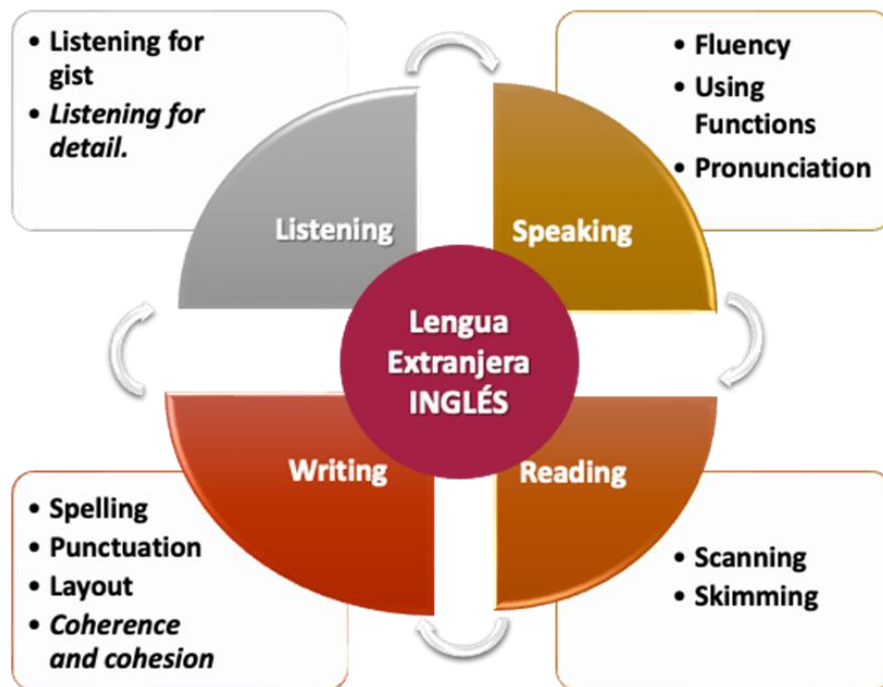 • Listening for
gist
• Listening for
detail.
• Fluency
• Using
Functions
• Pronunciation
Listening
Speaking
Lengua
Extranjera
INGLÉS
Writing
Reading
• Spelling
• Punctuation
• Layout
• Coherence
and cohesion
• Scanning
• Skimming